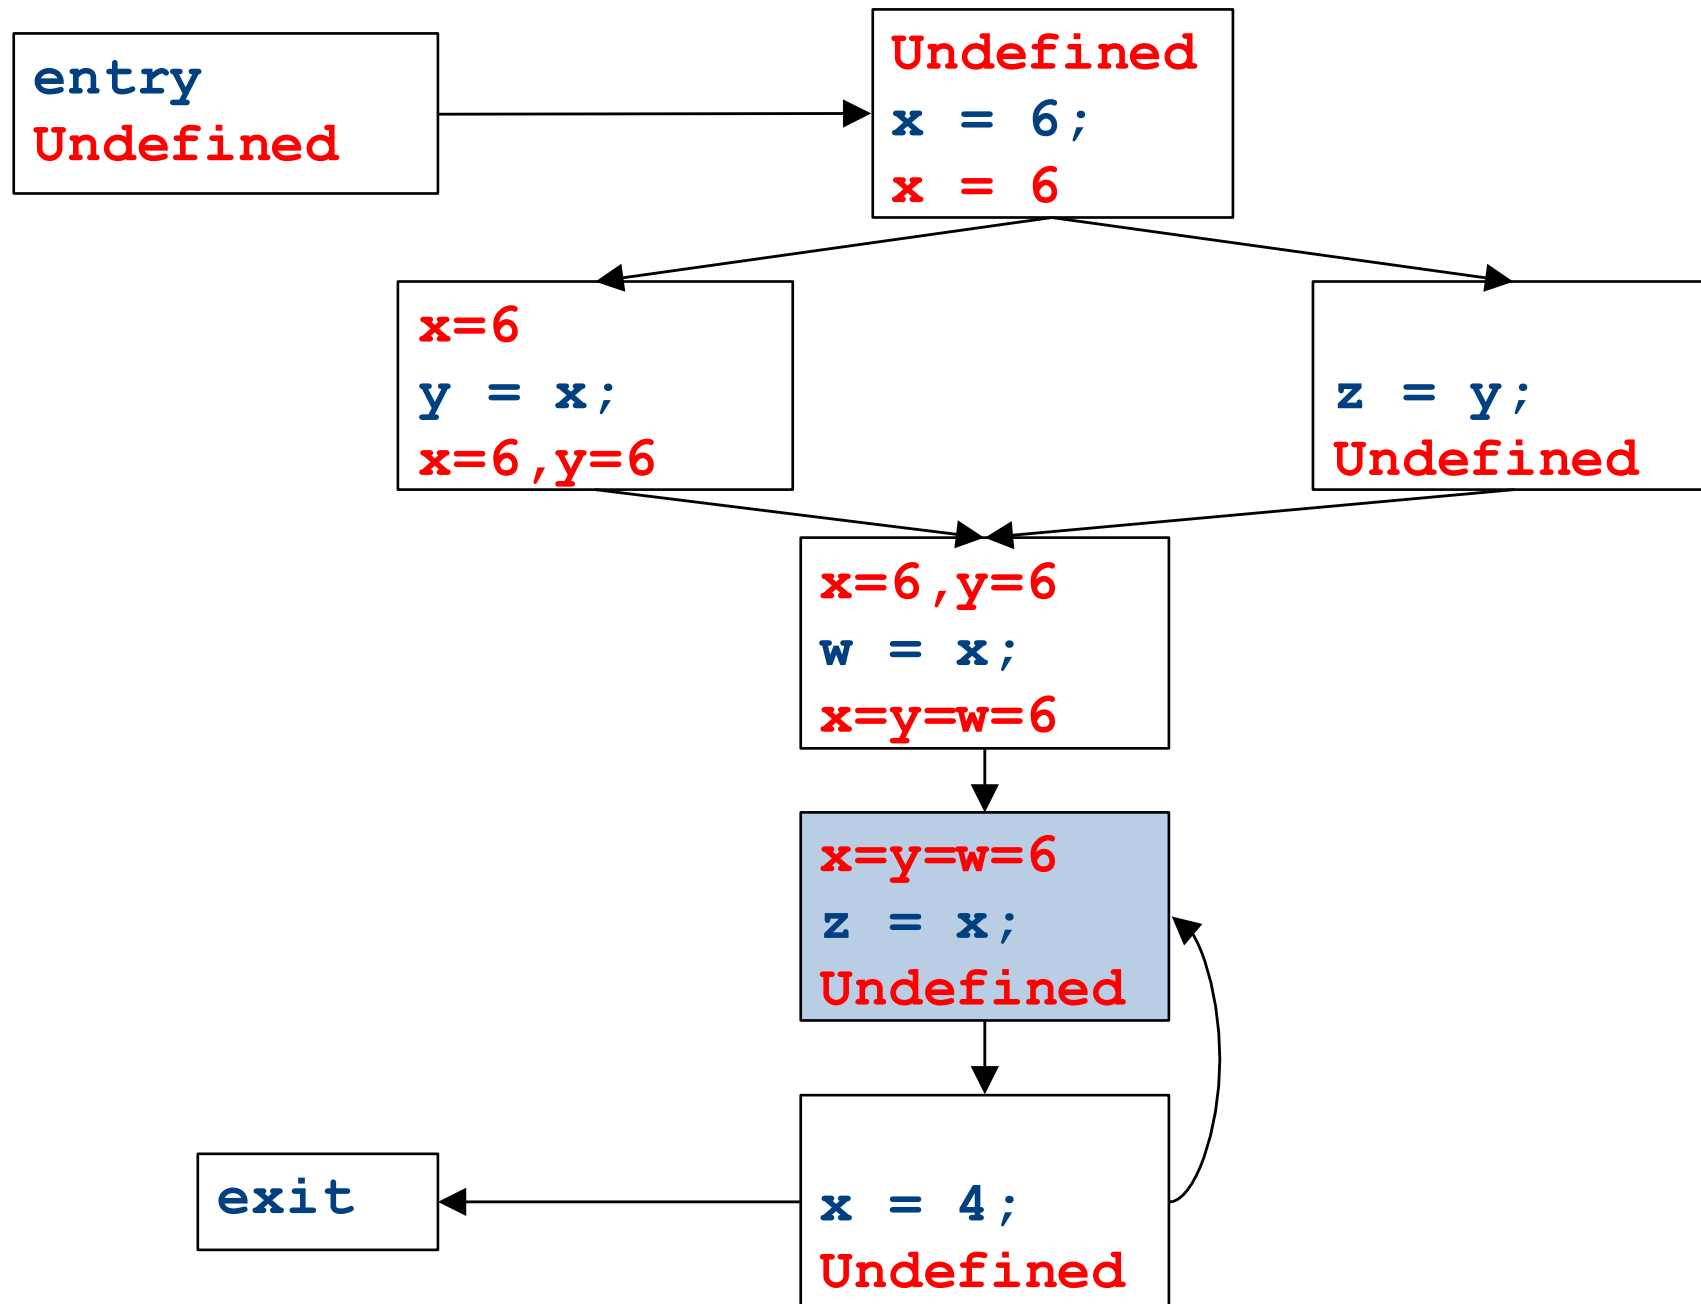 entry
Undefined
Undefined
x = 6;
x = 6
x=6
y = x;
x=6,y=6
z = y;
Undefined
x=6,y=6
w = x;
x=y=w=6
x=y=w=6
z = x;
Undefined
x = 4;
Undefined
exit